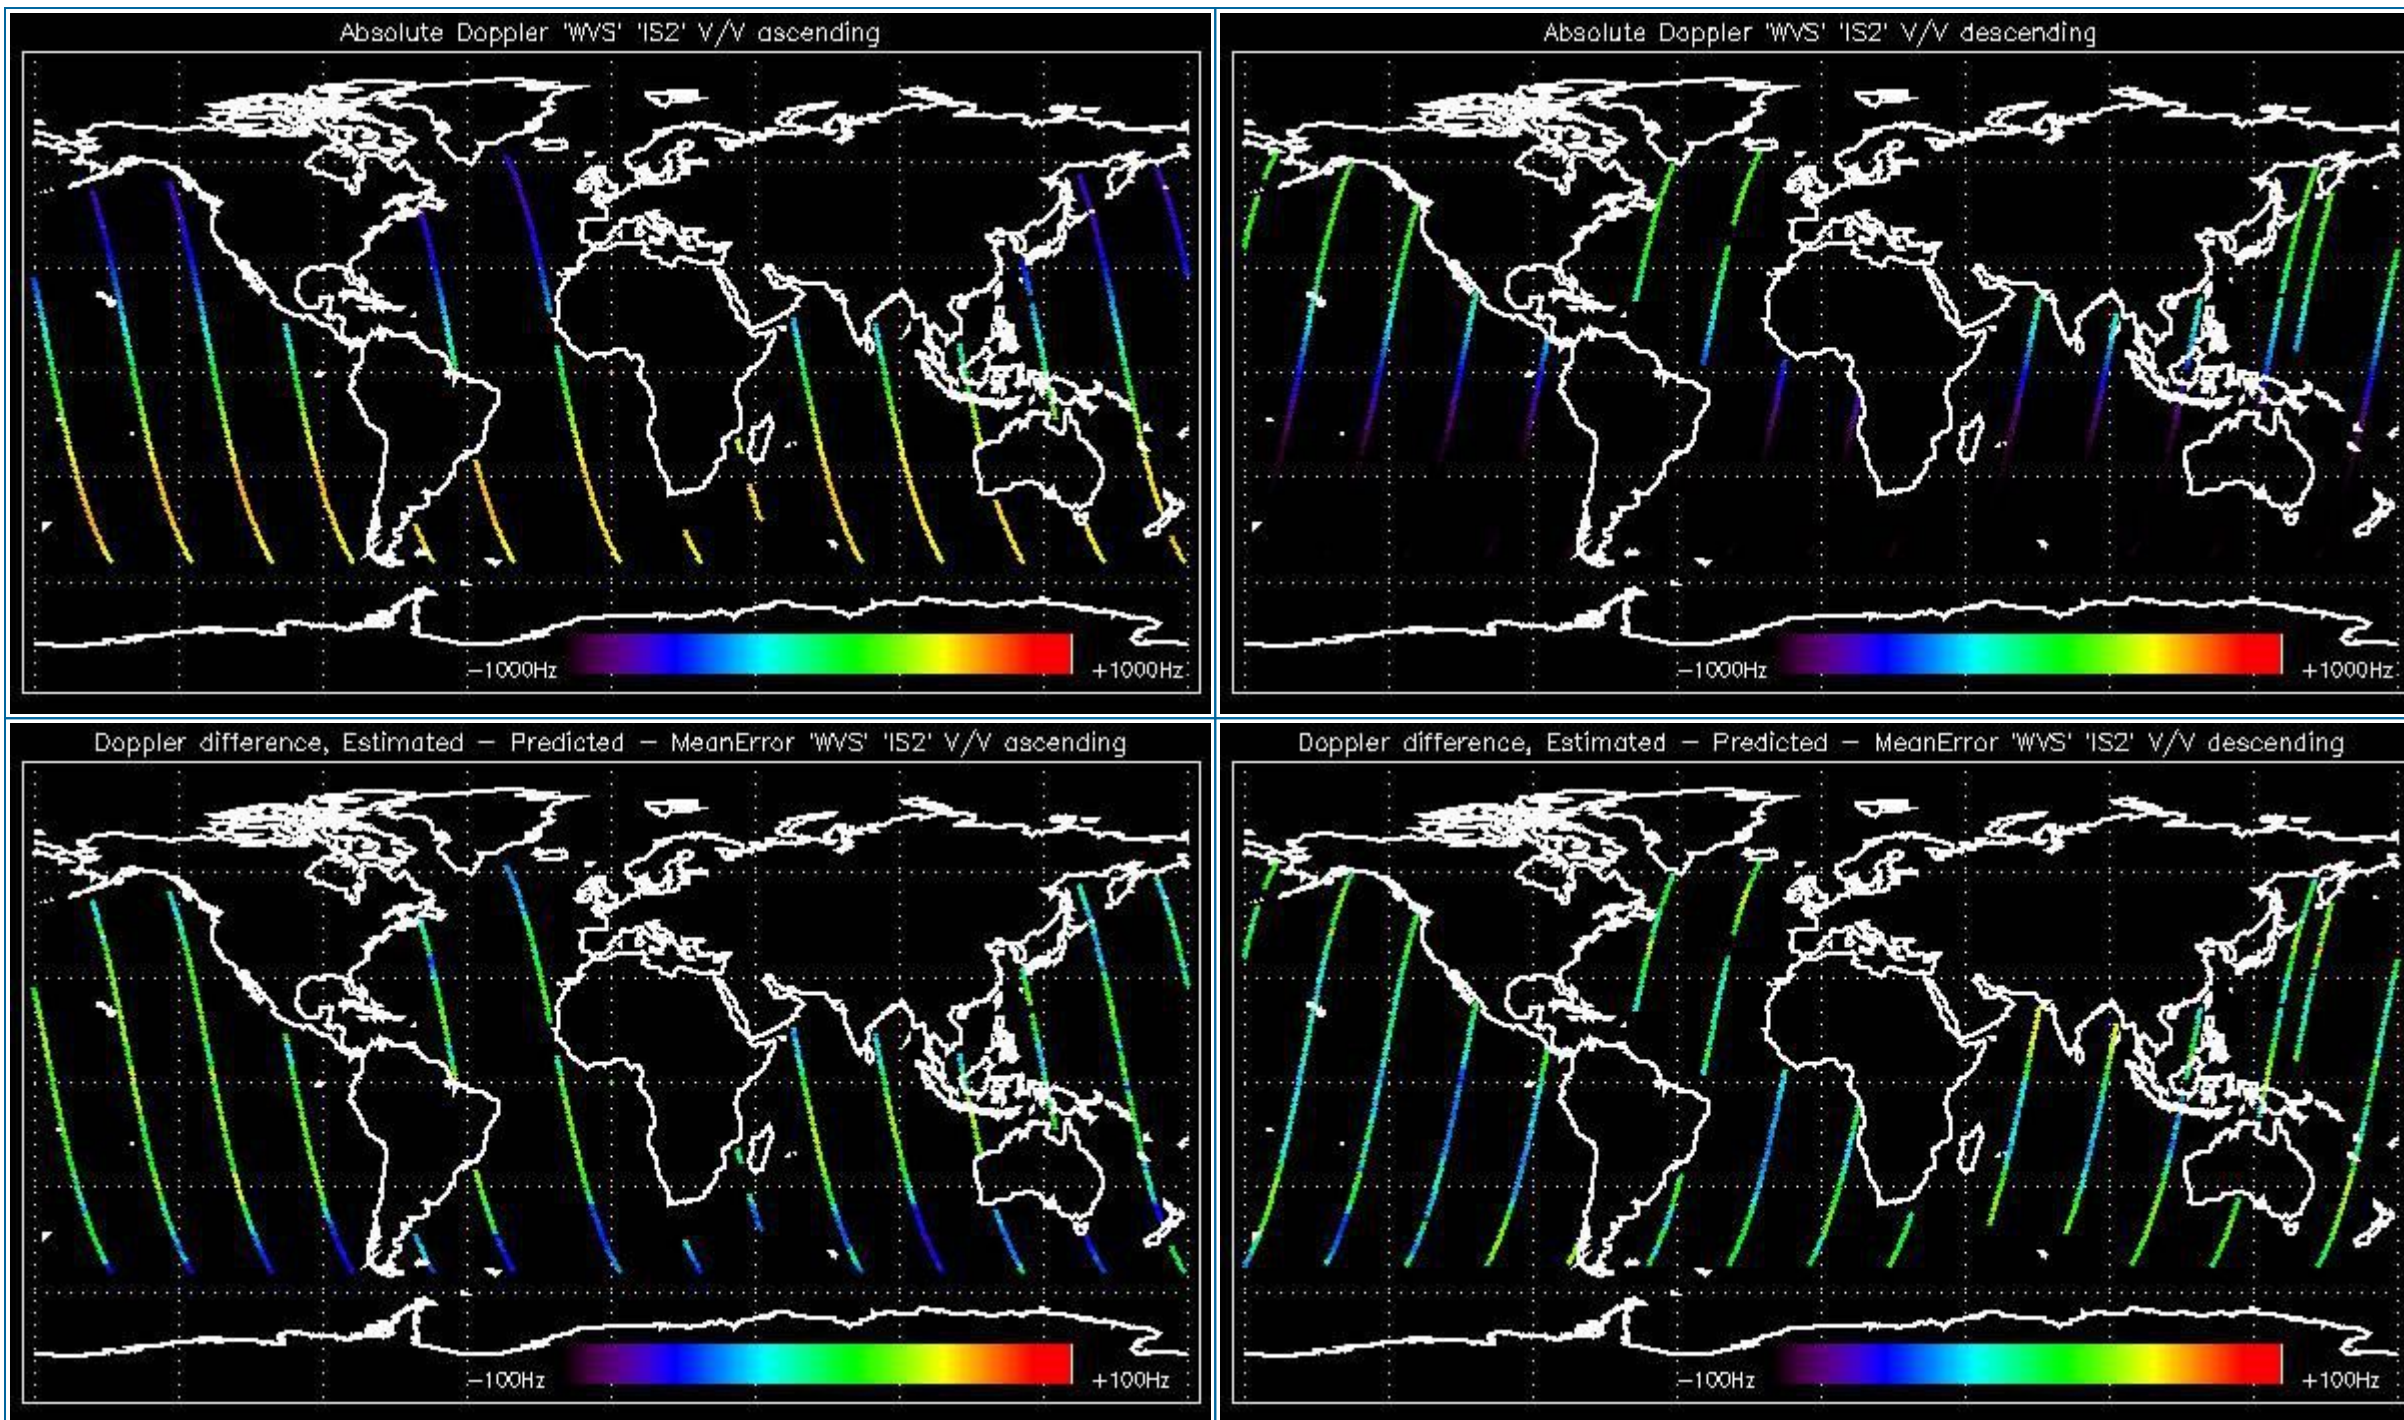 Absolute Doppler 'WVS' 'IS2' V/V ascending
-1000Hz
+1000Hz
Absolute Doppler 'WVS' 'IS2' V/V descending
-1000Hz
+1000Hz
Doppler difference, Estimated - Predicted - MeanError 'WVS' 'IS2' V/V ascending
-100Hz
+100Hz
Doppler difference, Estimated - Predicted - MeanError 'WVS' 'IS2' V/V descending
-100Hz
+100Hz